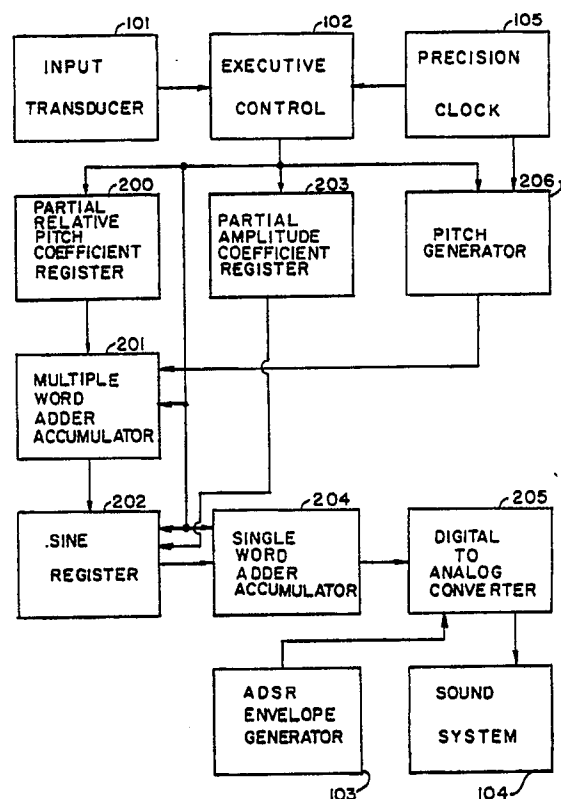 101
INPUT
TRANSDUCER
102
EXECUTIVE
CONTROL
105
PRECISION
CLOCK
200
PARTIAL
RELATIVE
PITCH
COEFFICIENT
REGISTER
203
PARTIAL
AMPLITUDE
COEFFICIENT
REGISTER
206
PITCH
GENERATOR
201
MULTIPLE
WORD
ADDER
ACCUMULATOR
202
.SINE
REGISTER
204
SINGLE
WORD
ADDER
ACCUMULATOR
205
DIGITAL
TO
ANALOG
CONVERTER
ADSR
ENVELOPE
GENERATOR
103
SOUND
SYSTEM
104